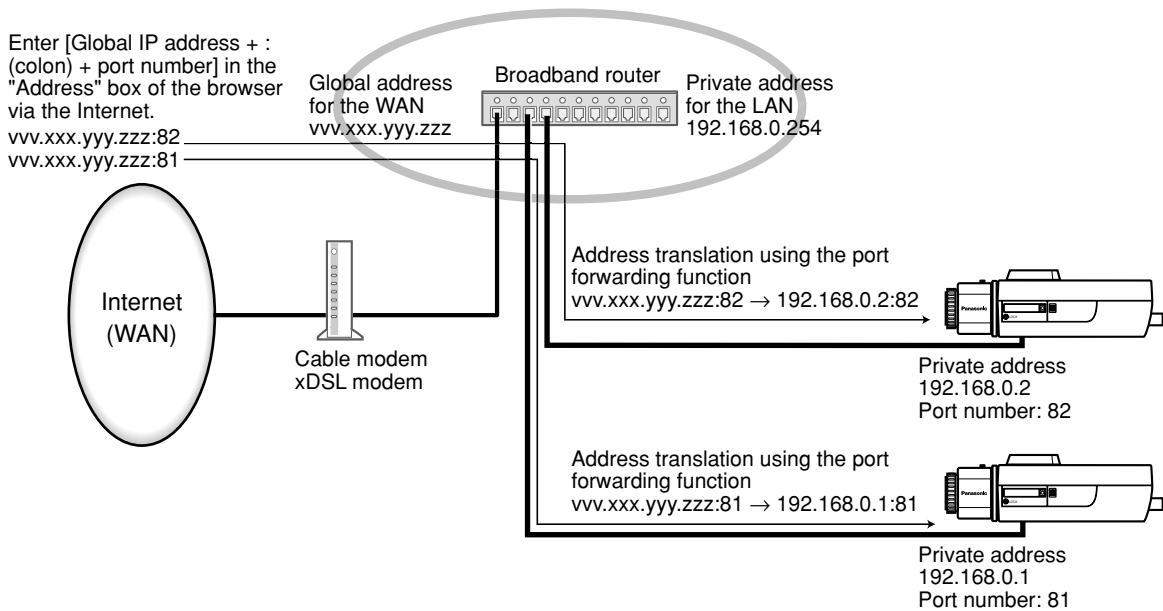 Enter [Global IP address + :
(colon) + port number] in the
"Address" box of the browser
via the Internet.
vvv.xxx.yyy.zzz:82
vvv.xxx.yyy.zzz:81
Global address
for the WAN
vvv.xxx.yyy.zzz
Broadband router
Private address
for the LAN
192.168.0.254
Internet
(WAN)
Cable modem
xDSL modem
Address translation using the port
forwarding function
vvv.xxx.yyy.zzz:82 → 192.168.0.2:82
Panasonic
LOCK
Private address
192.168.0.2
Port number: 82
Address translation using the port
forwarding function
vvv.xxx.yyy.zzz:81 → 192.168.0.1:81
Panasonic
LOCK
Private address
192.168.0.1
Port number: 81